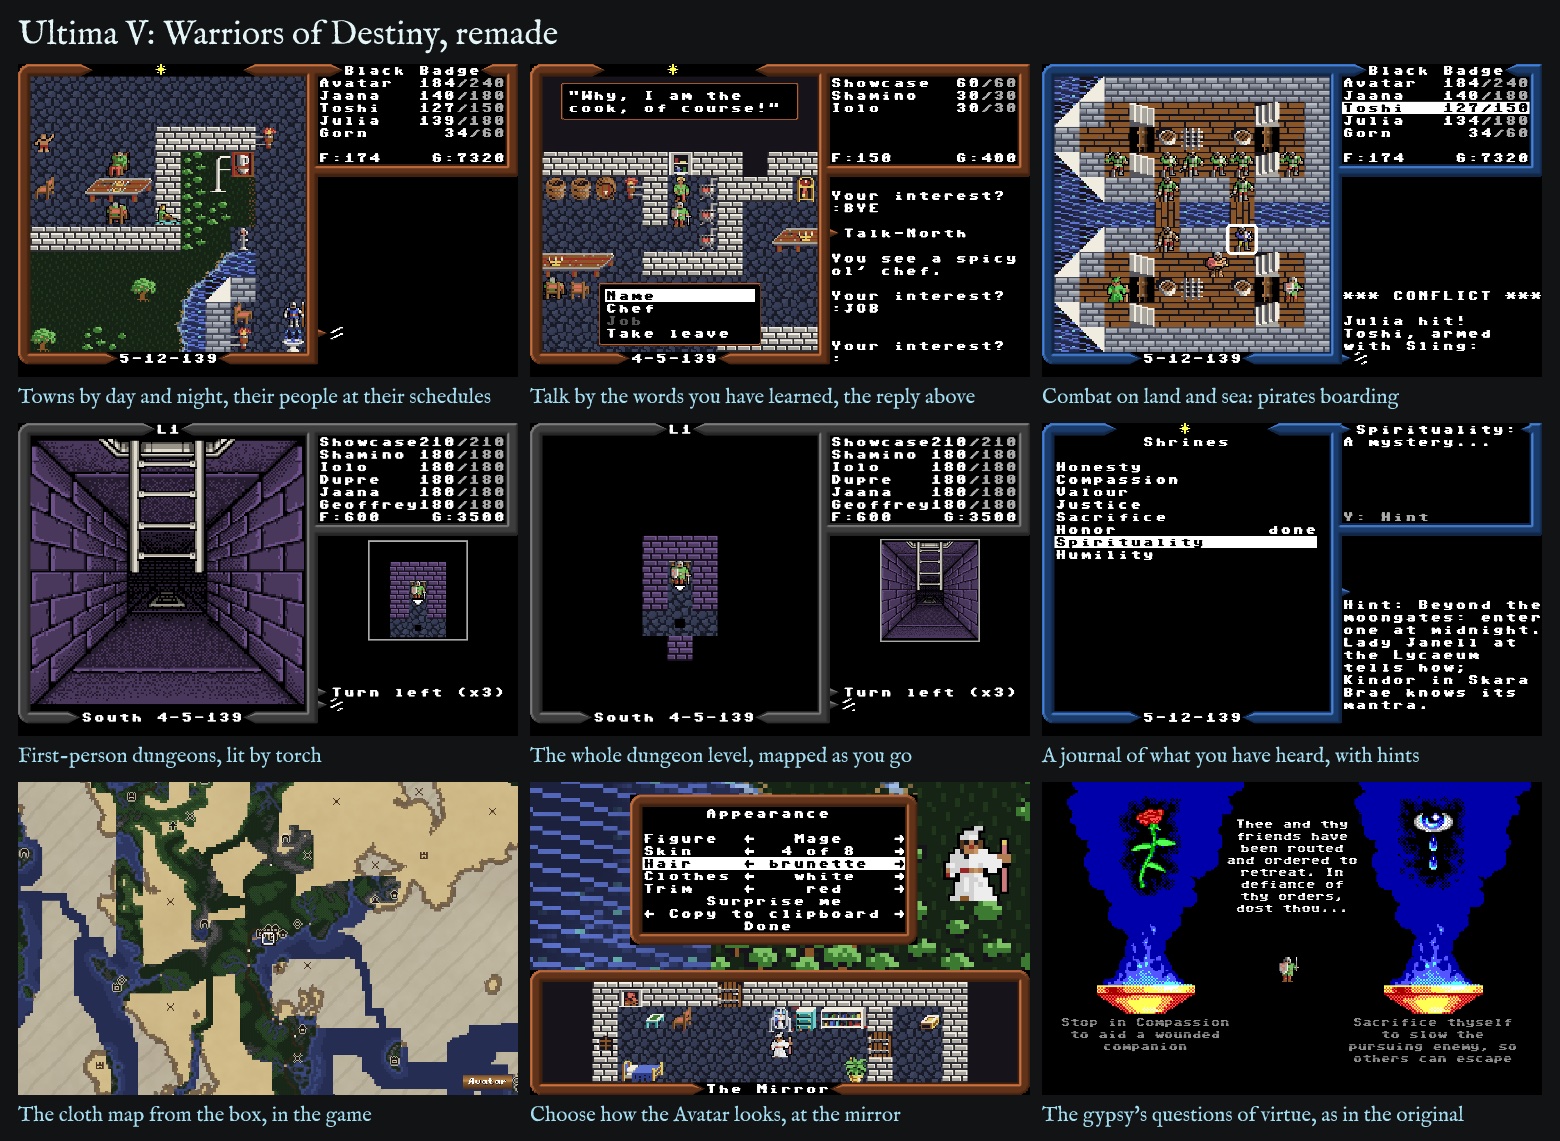 Ultima V: Warriors of Destiny, remade
Black Badge
Avatar 184/240
Jaana 140/180
Toshi 127/150
Julia 139/180
Gorn 34/60
F:174 G:7320
5-12-139
Towns by day and night, their people at their schedules
"Why, I am the
cook, of course!"
Showcase 60/60
Shamino 30/30
Iolo 30/30
F:150 G:400
Your interest?
:BYE
Talk-North
You see a spicy
ol' chef.
Your interest?
:JOB
Your interest?
:
Name
Chef
Job
Take leave
4-5-139
Talk by the words you have learned, the reply above
Black Badge
Avatar 184/240
Jaana 140/180
Toshi 127/150
Julia 134/180
Gorn 34/60
F:174 G:7320
*** CONFLICT ***
Julia hit!
Toshi, armed
with Sling:
5-12-139
Combat on land and sea: pirates boarding
L1
Showcase210/210
Shamino 180/180
Iolo 180/180
Dupre 180/180
Jaana 180/180
Geoffrey180/180
F:600 G:3500
Turn left (x3)
South 4-5-139
First-person dungeons, lit by torch
L1
Showcase210/210
Shamino 180/180
Iolo 180/180
Dupre 180/180
Jaana 180/180
Geoffrey180/180
F:600 G:3500
Turn left (x3)
South 4-5-139
The whole dungeon level, mapped as you go
Shrines
Honesty
Compassion
Valour
Justice
Sacrifice
Honor done
Spirituality
Humility
5-12-139
Spirituality:
A mystery...
Y: Hint
Hint: Beyond the
moongates: enter
one at midnight.
Lady Janell at
the Lycaeum
tells how;
Kindor in Skara
Brae knows its
mantra.
A journal of what you have heard, with hints
Avatar
The cloth map from the box, in the game
Appearance
Figure ← Mage →
Skin ← 4 of 8 →
Hair ← brunette →
Clothes ← white →
Trim ← red →
Surprise me
← Copy to clipboard →
Done
The Mirror
Choose how the Avatar looks, at the mirror
Thee and thy
friends have
been routed
and ordered to
retreat. In
defiance of
thy orders,
dost thou...
Stop in Compassion
to aid a wounded
companion
Sacrifice thyself
to slow the
pursuing enemy, so
others can escape
The gypsy's questions of virtue, as in the original